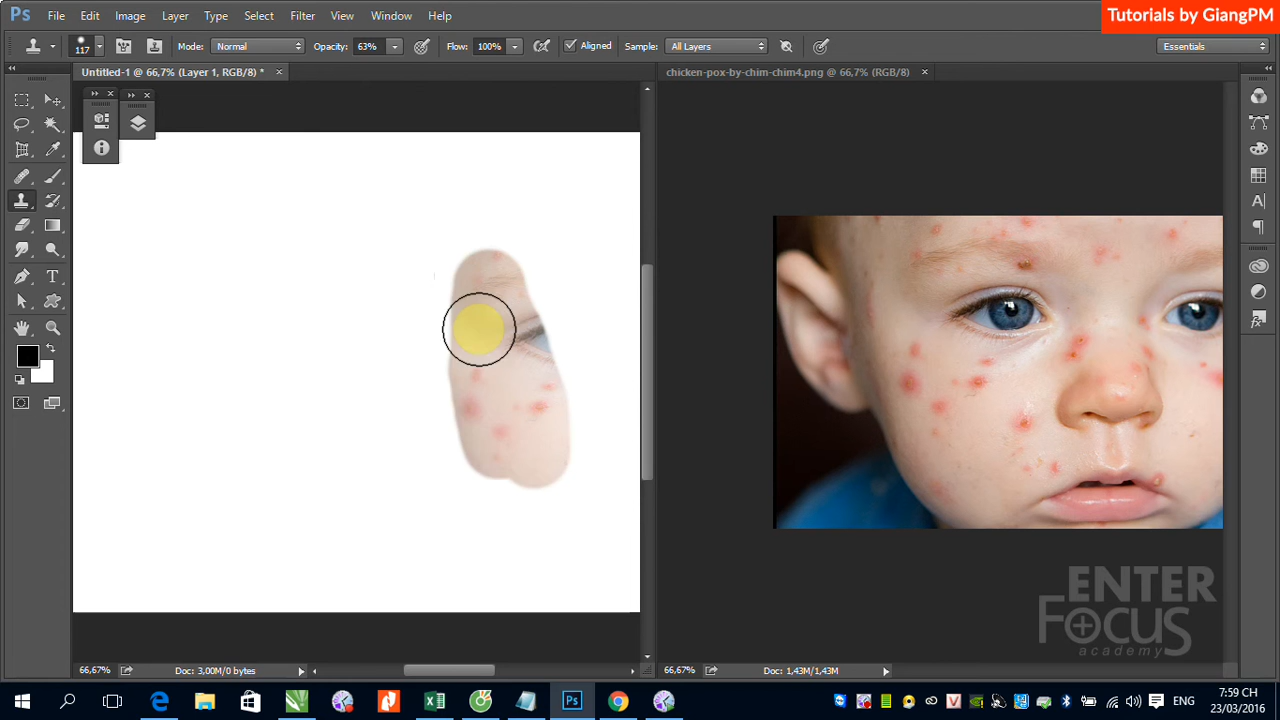 Tutorials by GiangPM
Ps File Edit Image Layer Type Select Filter View Window Help
117 Mode: Normal Opacity: 63% Flow: 100% Aligned Sample: All Layers Essentials
Untitled-1 @ 66,7% (Layer 1, RGB/8) * × chicken-pox-by-chim-chim4.png @ 66,7% (RGB/8) ×
ENTER
FOCUS
academy
66,67% Doc: 3,00M/0 bytes 66,67% Doc: 1,43M/1,43M
ENG
7:59 CH
23/03/2016